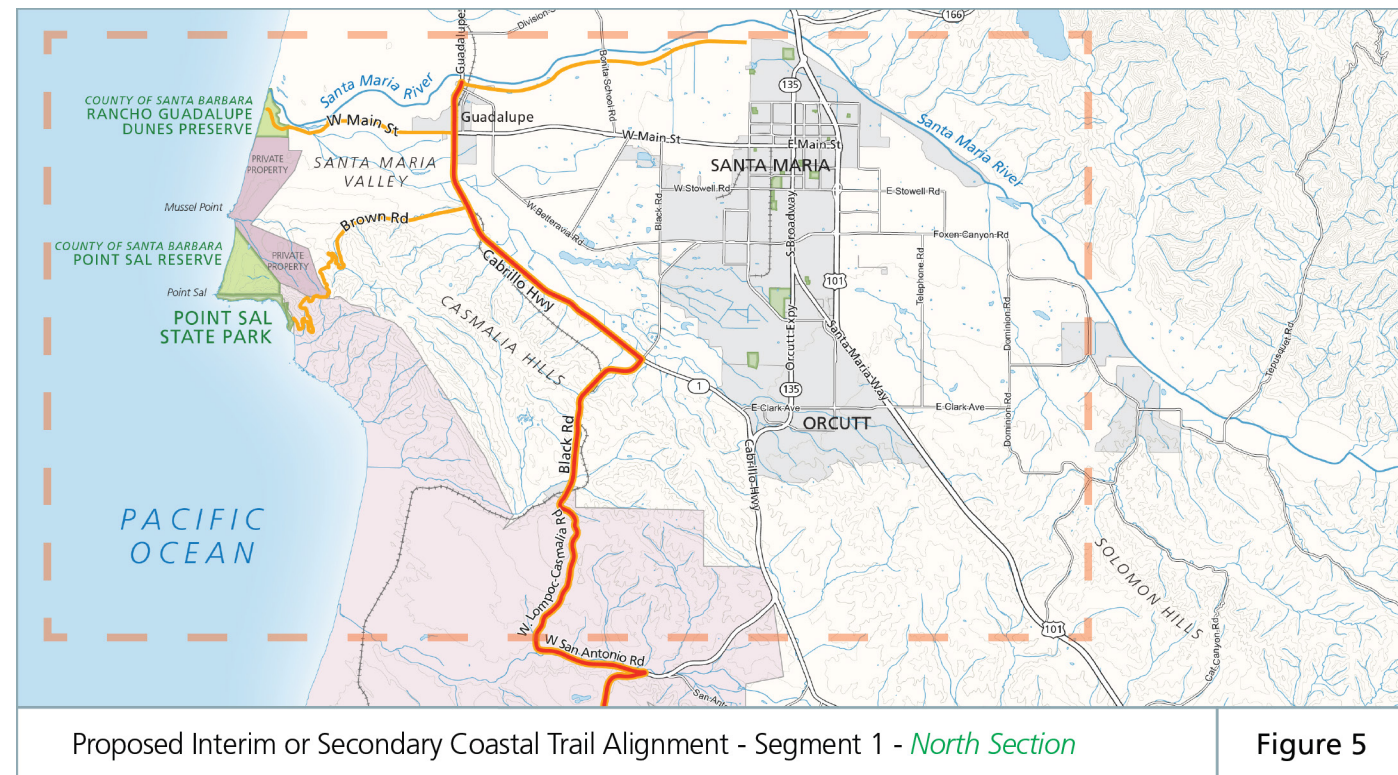 166
Division
Guadalupe
Bonita School Rd
Santa Maria River
135
COUNTY OF SANTA BARBARA
RANCHO GUADALUPE
DUNES PRESERVE
W Main St
Guadalupe
W Main St
E Main St
Santa Maria River
PRIVATE
PROPERTY
SANTA MARIA
VALLEY
SANTA MARIA
W Stowell Rd
E Stowell Rd
Black Rd
Mussel Point
Brown Rd
W Betteravia Rd
S Broadway
Foxen Canyon Rd
COUNTY OF SANTA BARBARA
POINT SAL RESERVE
PRIVATE
PROPERTY
Cabrillo Hwy
101
Telephone Rd
Point Sal
POINT SAL
STATE PARK
CASMALIA HILLS
Orcutt Expy
Santa Maria Way
Dominion Rd
Tepusquet Rd
1
135
E Clark Ave
E Clark Ave
ORCUTT
Dominion Rd
Black Rd
Cabrillo Hwy
PACIFIC
OCEAN
W. Lompoc-Casmalia Rd
SOLOMON HILLS
101
W San Antonio Rd
Cat Canyon Rd
San Ant
Proposed Interim or Secondary Coastal Trail Alignment - Segment 1 - North Section
Figure 5